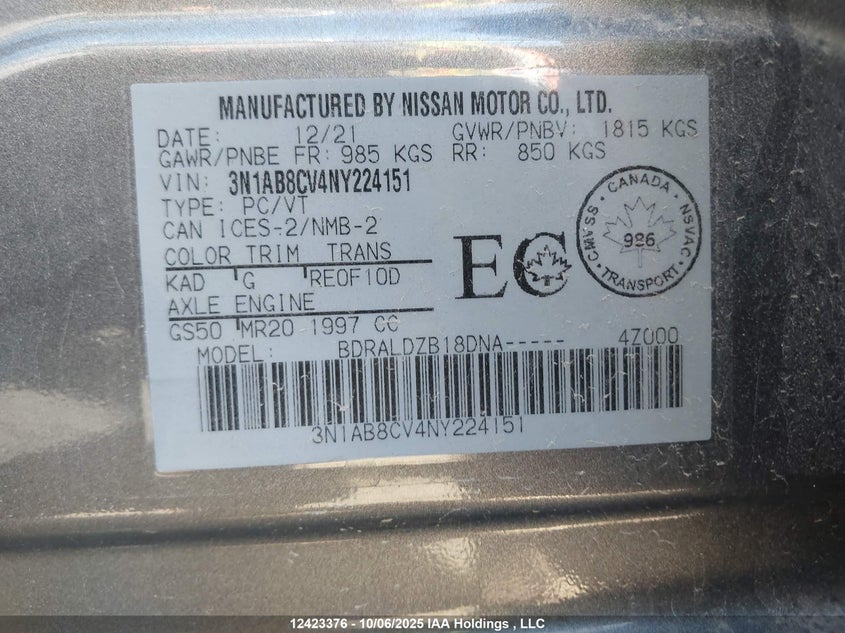 MANUFACTURED BY NISSAN MOTOR CO., LTD.
DATE: 12/21 GVWR/PNBV: 1815 KGS
GAWR/PNBE FR: 985 KGS RR: 850 KGS
VIN: 3N1AB8CV4NY224151
TYPE: PC/VT
CAN ICES-2/NMB-2
COLOR TRIM TRANS
KAD G RE0F10D
AXLE ENGINE
GS50 MR20 1997 CC
EC
CANADA
CMVSS NSVAC
986
TRANSPORT
MODEL: BDRALDZB18DNA----- 4Z000
3N1AB8CV4NY224151
12423376 - 10/06/2025 IAA Holdings , LLC